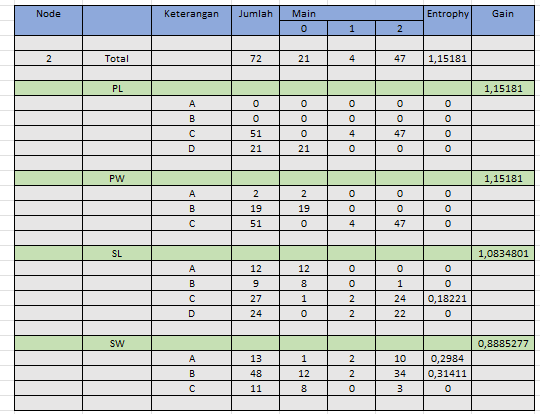 Node Keterangan Jumlah Main Entrophy Gain
0 1 2
2 Total 72 21 4 47 1,15181
PL 1,15181
A 0 0 0 0 0
B 0 0 0 0 0
C 51 0 4 47 0
D 21 21 0 0 0
PW 1,15181
A 2 2 0 0 0
B 19 19 0 0 0
C 51 0 4 47 0
SL 1,0834801
A 12 12 0 0 0
B 9 8 0 1 0
C 27 1 2 24 0,18221
D 24 0 2 22 0
SW 0,8885277
A 13 1 2 10 0,2984
B 48 12 2 34 0,31411
C 11 8 0 3 0